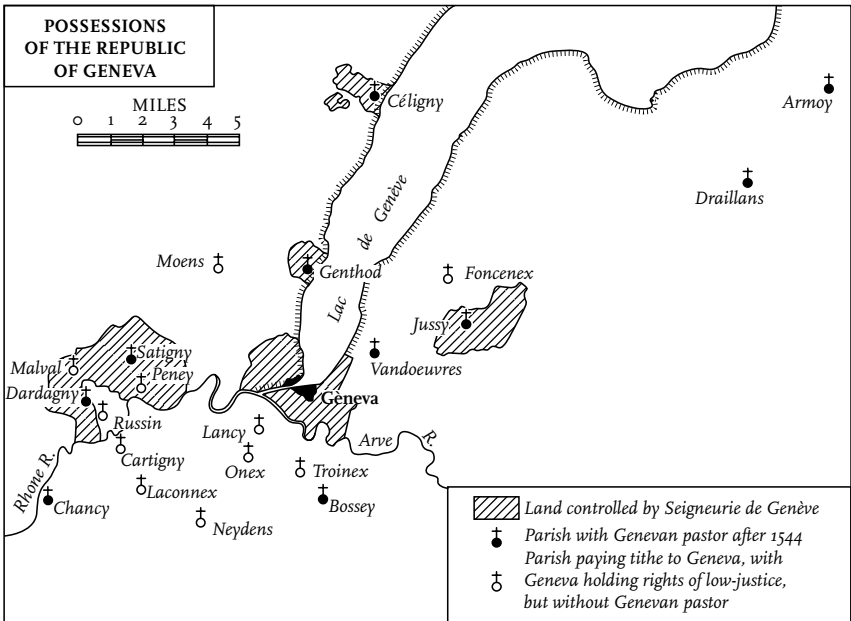 POSSESSIONS
OF THE REPUBLIC
OF GENEVA
MILES
0 1 2 3 4 5
Céligny
Armoy
Draillans
Lac de Genève
Moens
Genthod
Foncenex
Jussy
Vandoeuvres
Malval
Satigny
Peney
Dardagny
Russin
Gèneva
Lancy
Arve R.
Cartigny
Onex
Troinex
Rhone R.
Chancy
Laconnex
Neydens
Bossey
Land controlled by Seigneurie de Genève
Parish with Genevan pastor after 1544
Parish paying tithe to Geneva, with
Geneva holding rights of low-justice,
but without Genevan pastor